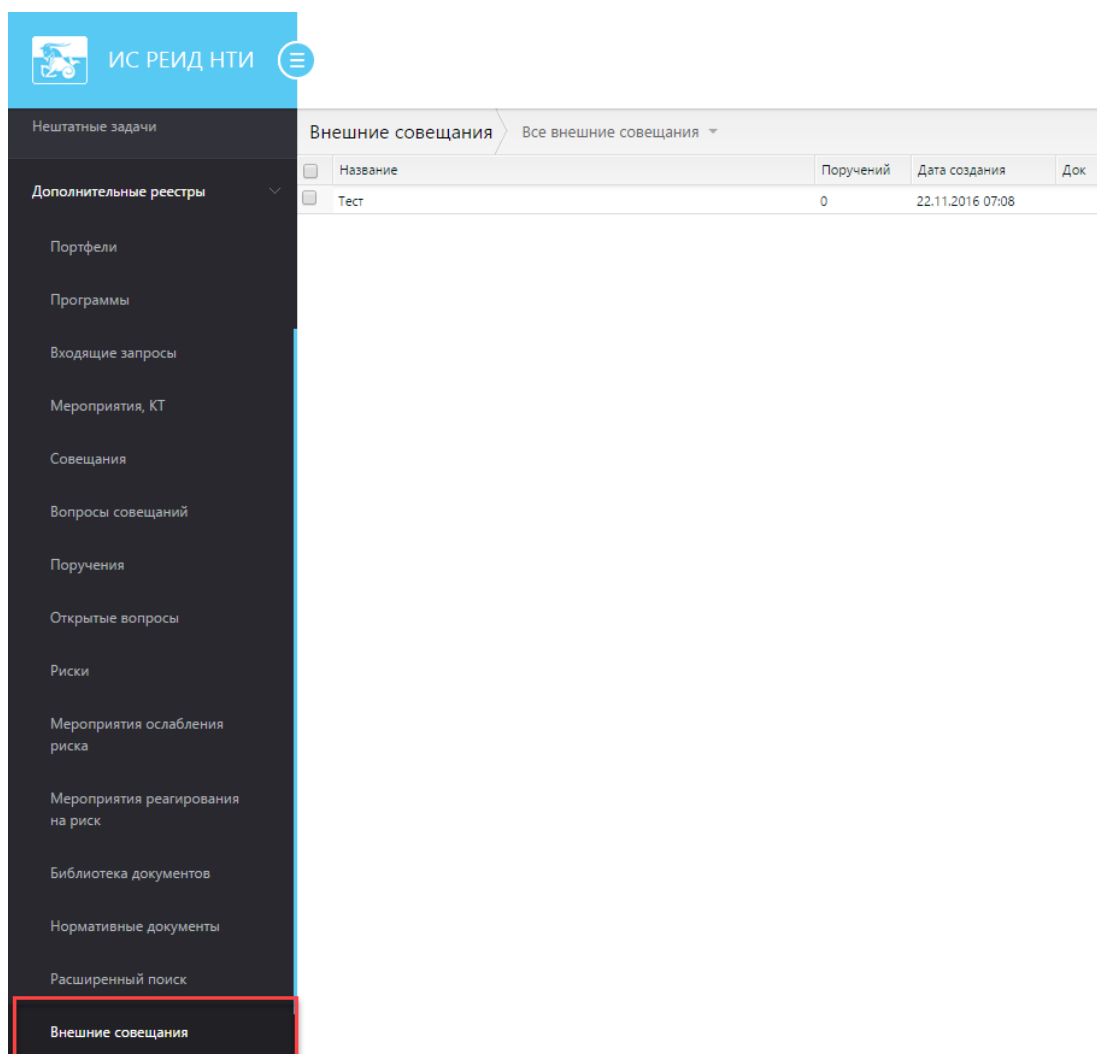 ИС РЕИД НТИ
Нештатные задачи
Дополнительные реестры
Портфели
Программы
Входящие запросы
Мероприятия, КТ
Совещания
Вопросы совещаний
Поручения
Открытые вопросы
Риски
Мероприятия ослабления
риска
Мероприятия реагирования
на риск
Библиотека документов
Нормативные документы
Расширенный поиск
Внешние совещания
Внешние совещания Все внешние совещания
Название Поручений Дата создания Док
Тест 0 22.11.2016 07:08